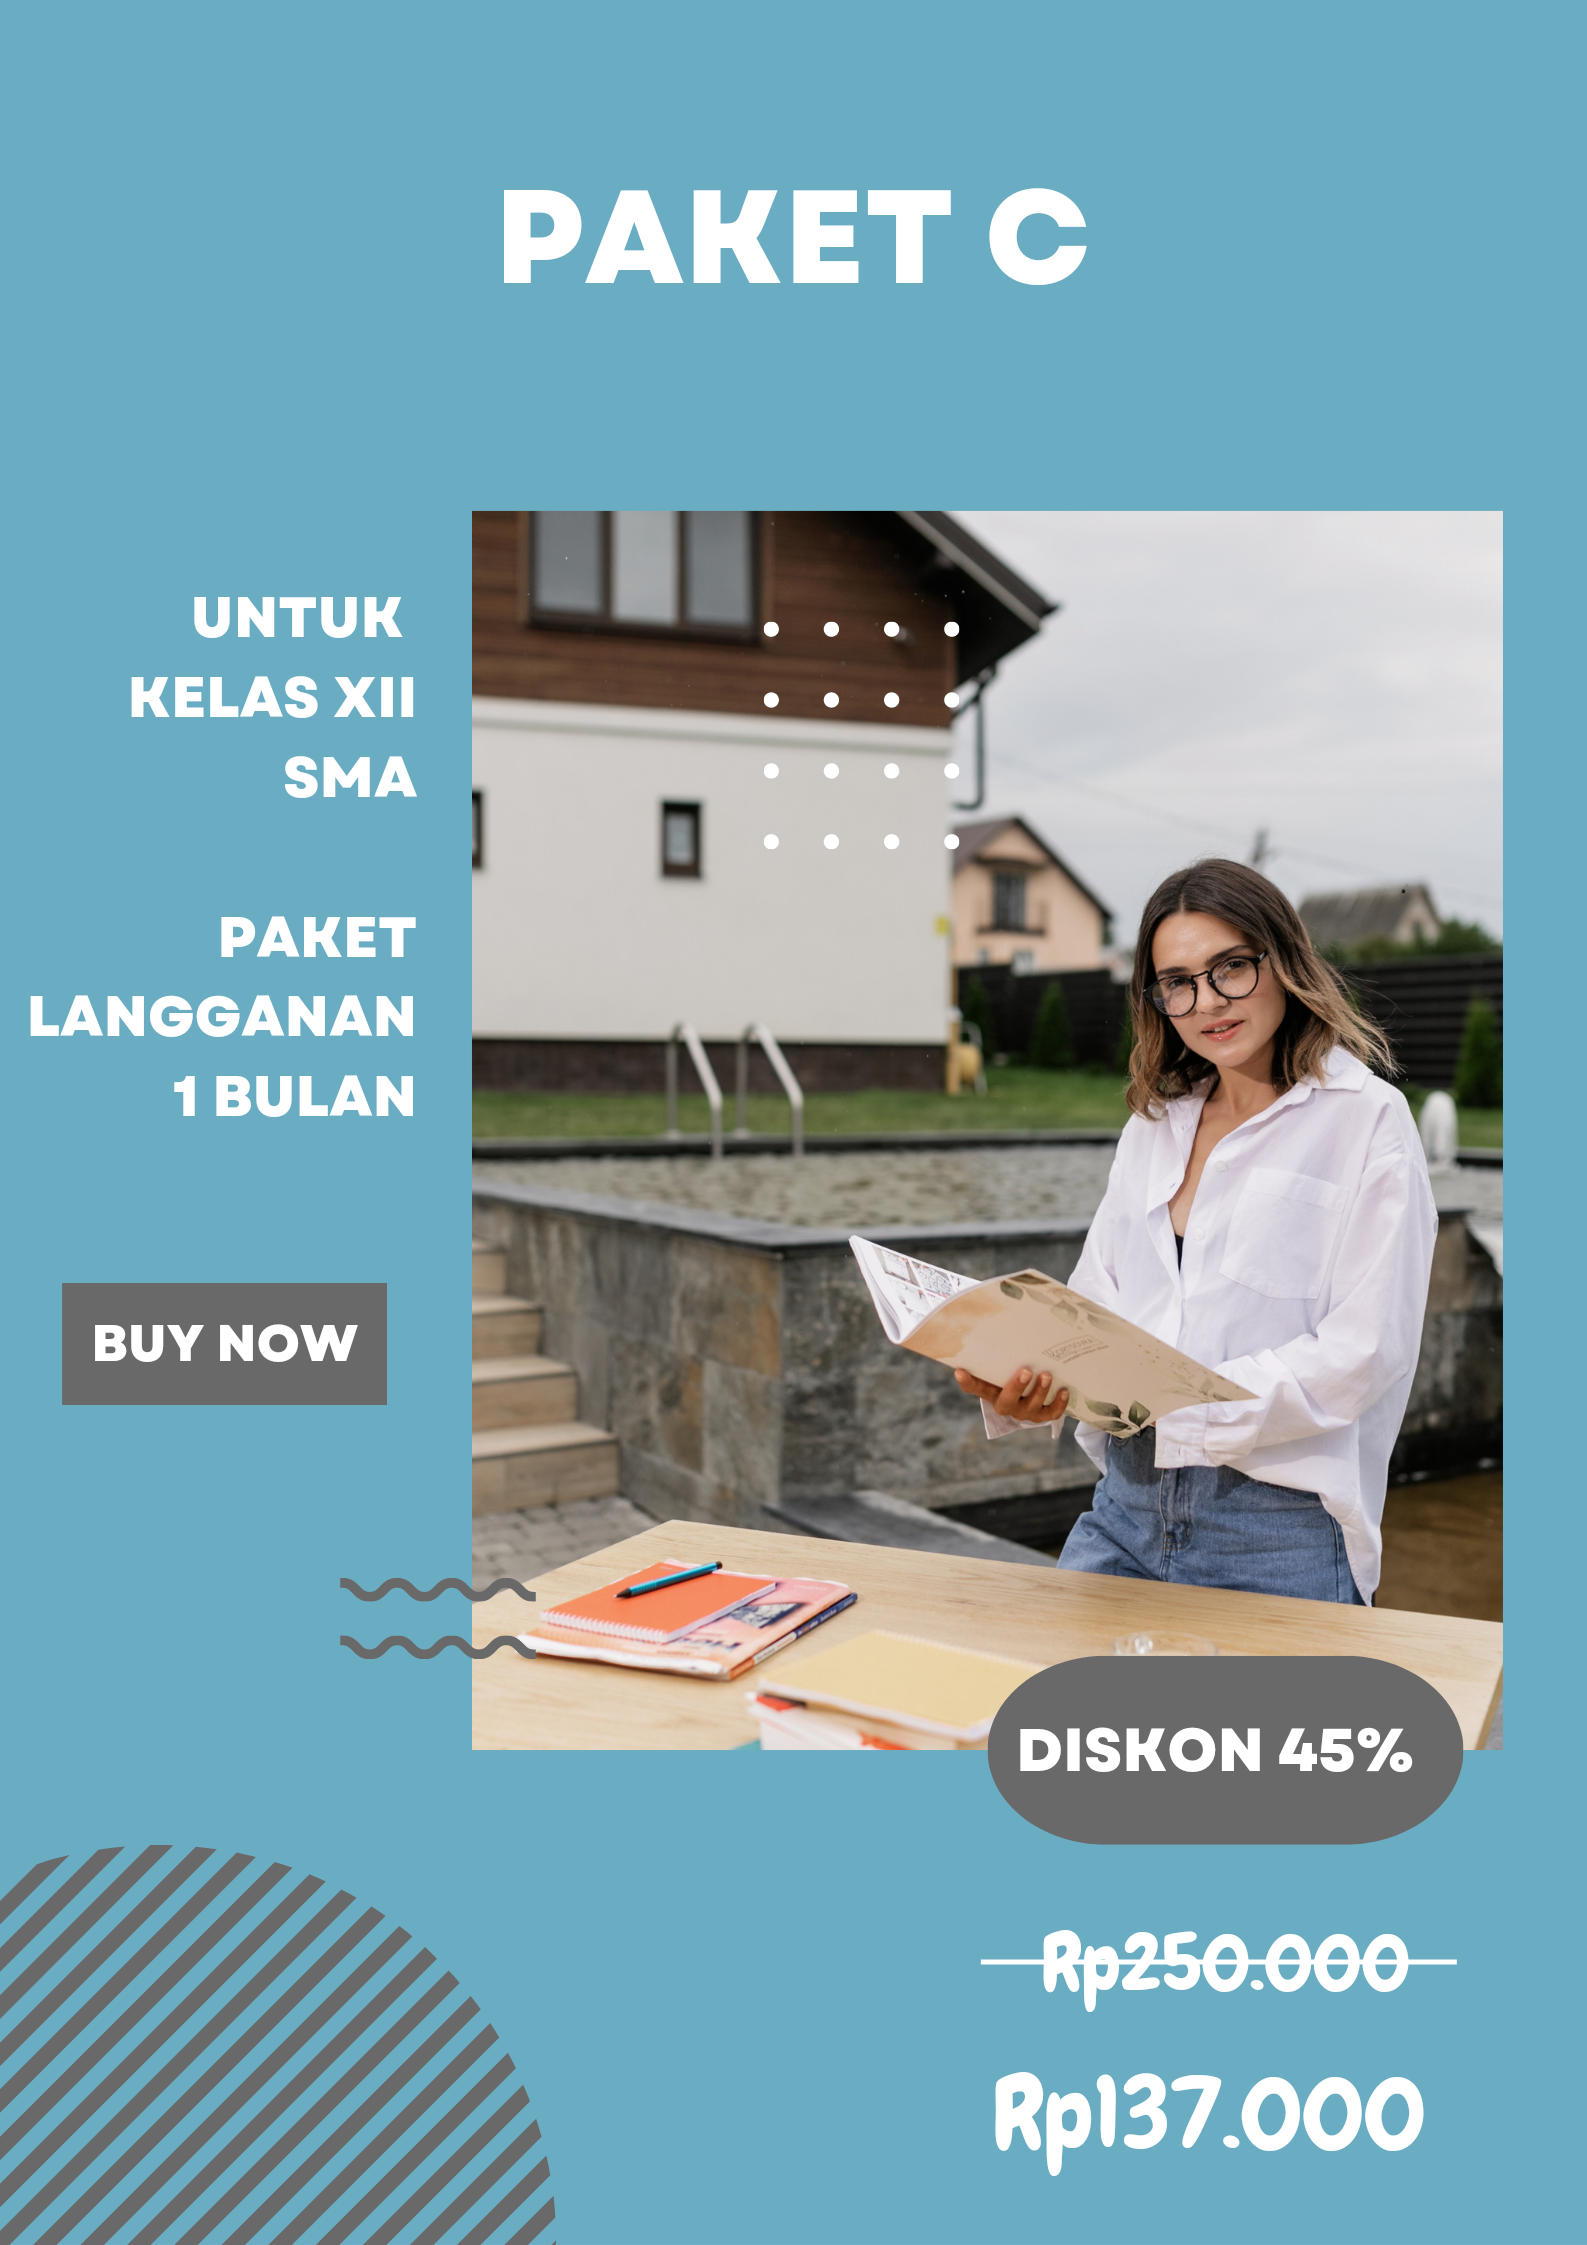 PAKET C
UNTUK
KELAS XII
SMA
PAKET
LANGGANAN
1 BULAN
BUY NOW
DISKON 45%
Rp250.000
Rp137.000